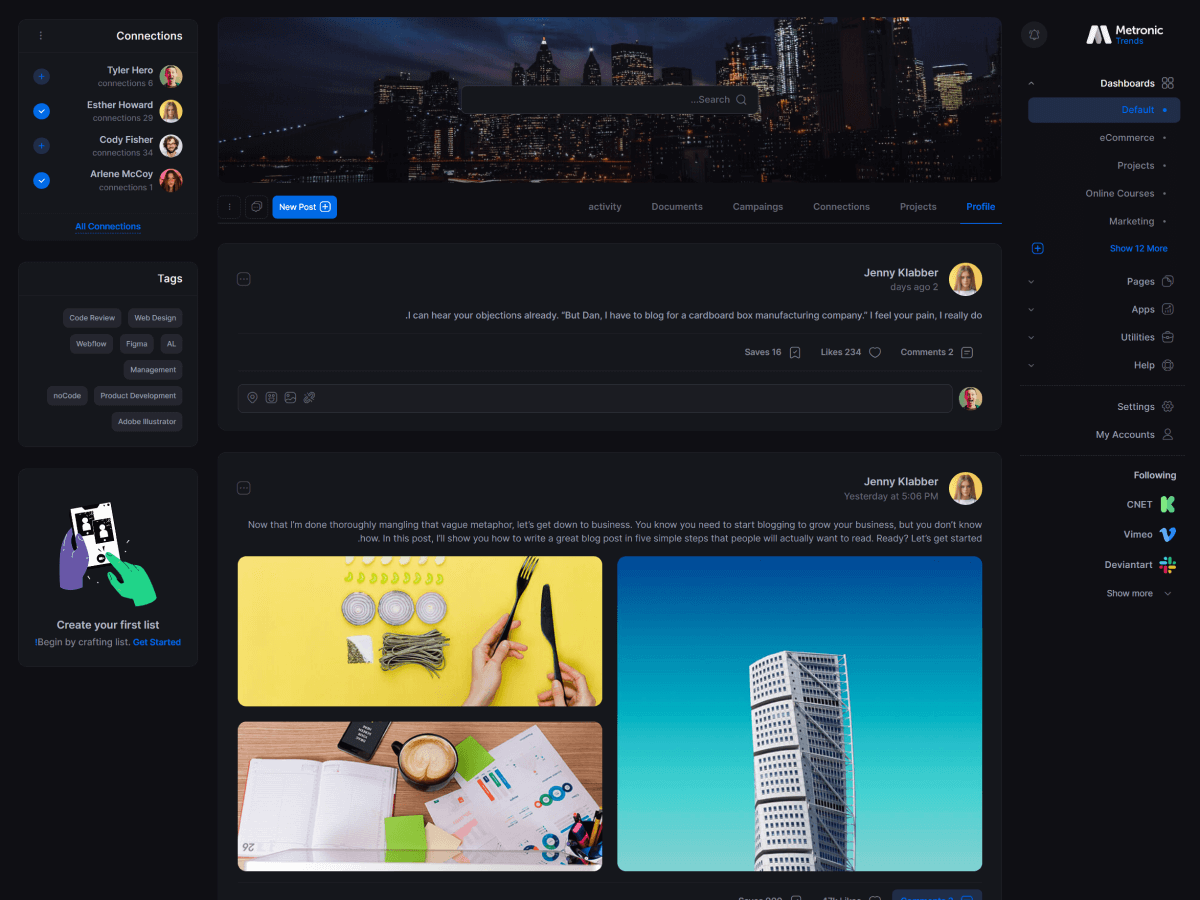 Connections
Tyler Hero
connections 6
Esther Howard
connections 29
Cody Fisher
connections 34
Arlene McCoy
connections 1
All Connections
Tags
Code Review
Web Design
Webflow
Figma
AL
Management
noCode
Product Development
Adobe Illustrator
Create your first list
!Begin by crafting list. Get Started
...Search
New Post
activity
Documents
Campaings
Connections
Projects
Profile
Jenny Klabber
days ago 2
.I can hear your objections already. “But Dan, I have to blog for a cardboard box manufacturing company.” I feel your pain, I really do
Saves 16
Likes 234
Comments 2
Jenny Klabber
Yesterday at 5:06 PM
Now that I’m done thoroughly mangling that vague metaphor, let’s get down to business. You know you need to start blogging to grow your business, but you don’t know
.how. In this post, I’ll show you how to write a great blog post in five simple steps that people will actually want to read. Ready? Let’s get started
26
Metronic
Trends
Dashboards
Default
eCommerce
Projects
Online Courses
Marketing
Show 12 More
Pages
Apps
Utilities
Help
Settings
My Accounts
Following
CNET
Vimeo
Deviantart
Show more